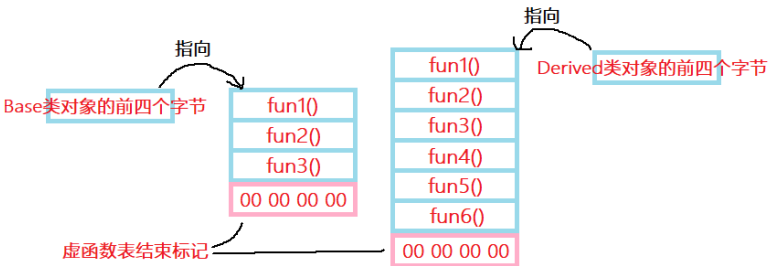 指向
Base类对象的前四个字节
fun1()
fun2()
fun3()
00 00 00 00
虚函数表结束标记
指向
Derived类对象的前四个字节
fun1()
fun2()
fun3()
fun4()
fun5()
fun6()
00 00 00 00